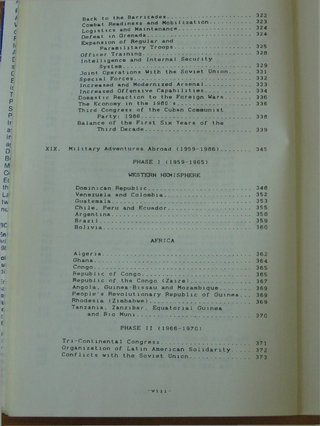 Back to the Barricades........................ 322
Combat Readiness and Mobilization............. 323
Logistics and Maintenance..................... 324
Defeat in Grenada............................. 324
Expansion of Regular and
Paramilitary Troops........................ 325
Officer Training.............................. 328
Intelligence and Internal Security
System..................................... 329
Joint Operations With the Soviet Union........ 331
Special Forces................................ 332
Increased and Modernized Arsenal.............. 333
Increased Offensive Capabilities.............. 334
Domestic Reaction to the Foreign Wars......... 336
The Economy in the 1980's..................... 336
Third Congress of the Cuban Communist
Party: 1986................................ 338
Balance of the First Six Years of the
Third Decade............................... 339
XIX. Military Adventures Abroad (1959-1986)......... 345
PHASE I (1959-1965)
WESTERN HEMISPHERE
Dominican Republic............................ 348
Venezuela and Colombia........................ 352
Guatemala..................................... 353
Chile, Peru and Ecuador....................... 358
Argentina..................................... 358
Brazil........................................ 359
Bolivia....................................... 360
AFRICA
Algeria....................................... 362
Ghana......................................... 364
Congo......................................... 365
Republic of Congo............................. 365
Republic of the Congo (Zaire)................. 367
Angola, Guinea-Bissau and Mozambique.......... 369
People's Revolutionary Republic of Guinea..... 369
Rhodesia (Zimbabwe)........................... 369
Tanzania, Zanzibar, Equatorial Guinea
and Rio Muni............................... 370
PHASE II (1966-1970)
Tri-Continental Congress...................... 371
Organization of Latin American Solidarity..... 372
Conflicts with the Soviet Union............... 373
-viii-